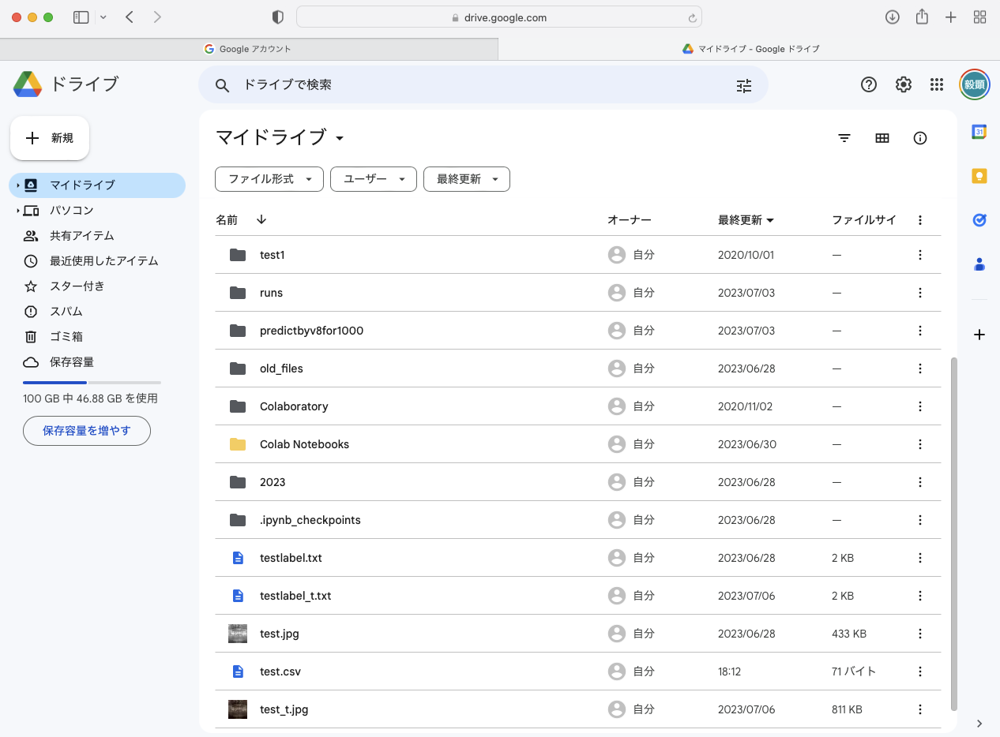 drive.google.com
Google アカウント
マイドライブ - Google ドライブ
ドライブ
ドライブで検索
毅顕
新規
マイドライブ
パソコン
共有アイテム
最近使用したアイテム
スター付き
スパム
ゴミ箱
保存容量
100 GB 中 46.88 GB を使用
保存容量を増やす
マイドライブ
ファイル形式 ユーザー 最終更新
名前 オーナー 最終更新 ファイルサイ
test1 自分 2020/10/01 —
runs 自分 2023/07/03 —
predictbyv8for1000 自分 2023/07/03 —
old_files 自分 2023/06/28 —
Colaboratory 自分 2020/11/02 —
Colab Notebooks 自分 2023/06/30 —
2023 自分 2023/06/28 —
.ipynb_checkpoints 自分 2023/06/28 —
testlabel.txt 自分 2023/06/28 2 KB
testlabel_t.txt 自分 2023/07/06 2 KB
test.jpg 自分 2023/06/28 433 KB
test.csv 自分 18:12 71 バイト
test_t.jpg 自分 2023/07/06 811 KB
31